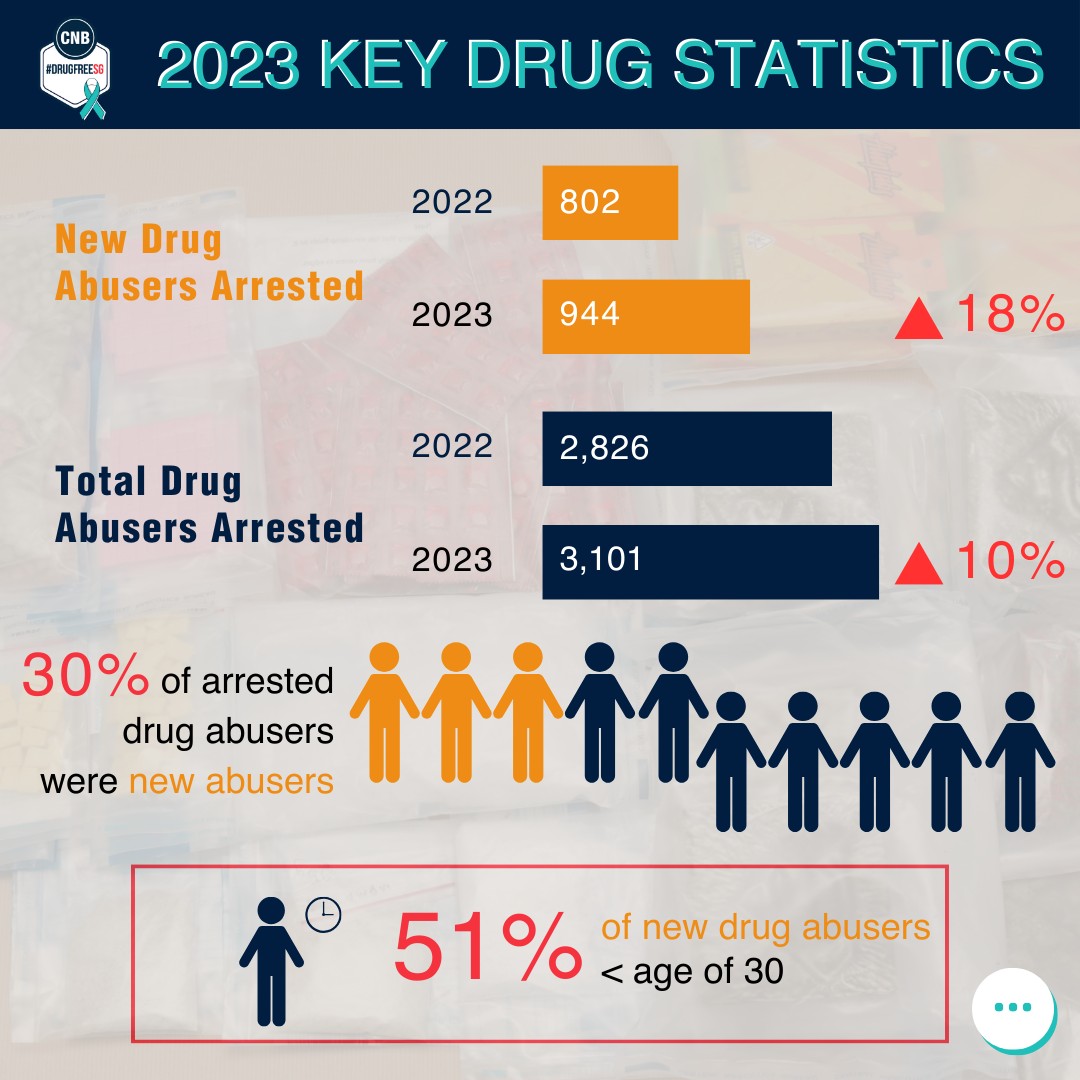 CNB
#DRUGFREESG
2023 KEY DRUG STATISTICS
New Drug
Abusers Arrested
2022
802
2023
944
18%
Total Drug
Abusers Arrested
2022
2,826
2023
3,101
10%
30% of arrested
drug abusers
were new abusers
51%
of new drug abusers
< age of 30